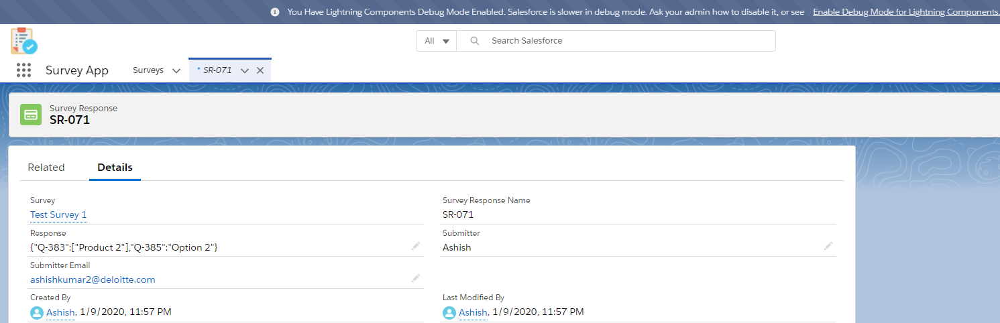 You Have Lightning Components Debug Mode Enabled. Salesforce is slower in debug mode. Ask your admin how to disable it, or see Enable Debug Mode for Lightning Components.
All Search Salesforce
Survey App Surveys * SR-071
Survey Response
SR-071
Related Details
Survey Survey Response Name
Test Survey 1 SR-071
Response Submitter
{"Q-383":["Product 2"],"Q-385":"Option 2"} Ashish
Submitter Email
ashishkumar2@deloitte.com
Created By Last Modified By
Ashish, 1/9/2020, 11:57 PM Ashish, 1/9/2020, 11:57 PM